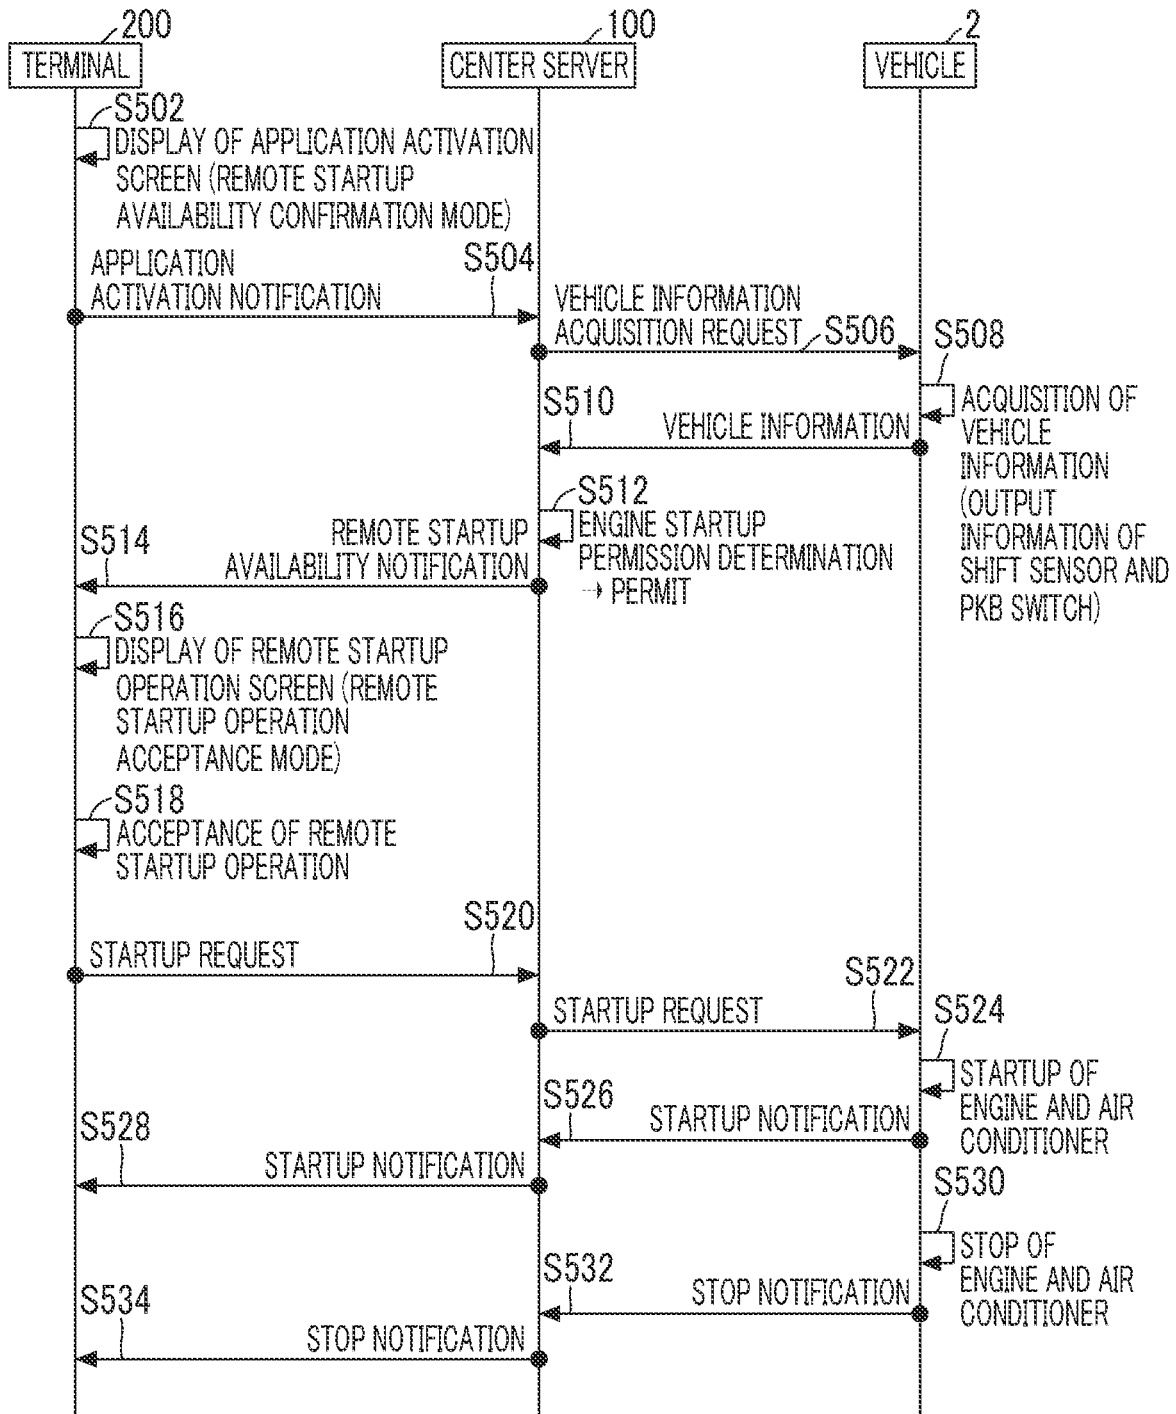 200
100
2
TERMINAL
CENTER SERVER
VEHICLE
S502
DISPLAY OF APPLICATION ACTIVATION
SCREEN (REMOTE STARTUP
AVAILABILITY CONFIRMATION MODE)
S504
APPLICATION
ACTIVATION NOTIFICATION
VEHICLE INFORMATION
ACQUISITION REQUEST
S506
S508
ACQUISITION OF
VEHICLE
INFORMATION
(OUTPUT
INFORMATION OF
SHIFT SENSOR AND
PKB SWITCH)
S510
VEHICLE INFORMATION
S512
ENGINE STARTUP
PERMISSION DETERMINATION
→ PERMIT
S514
REMOTE STARTUP
AVAILABILITY NOTIFICATION
S516
DISPLAY OF REMOTE STARTUP
OPERATION SCREEN (REMOTE
STARTUP OPERATION
ACCEPTANCE MODE)
S518
ACCEPTANCE OF REMOTE
STARTUP OPERATION
S520
STARTUP REQUEST
S522
STARTUP REQUEST
S524
STARTUP OF
ENGINE AND AIR
CONDITIONER
S526
STARTUP NOTIFICATION
S528
STARTUP NOTIFICATION
S530
STOP OF
ENGINE AND AIR
CONDITIONER
S532
STOP NOTIFICATION
S534
STOP NOTIFICATION